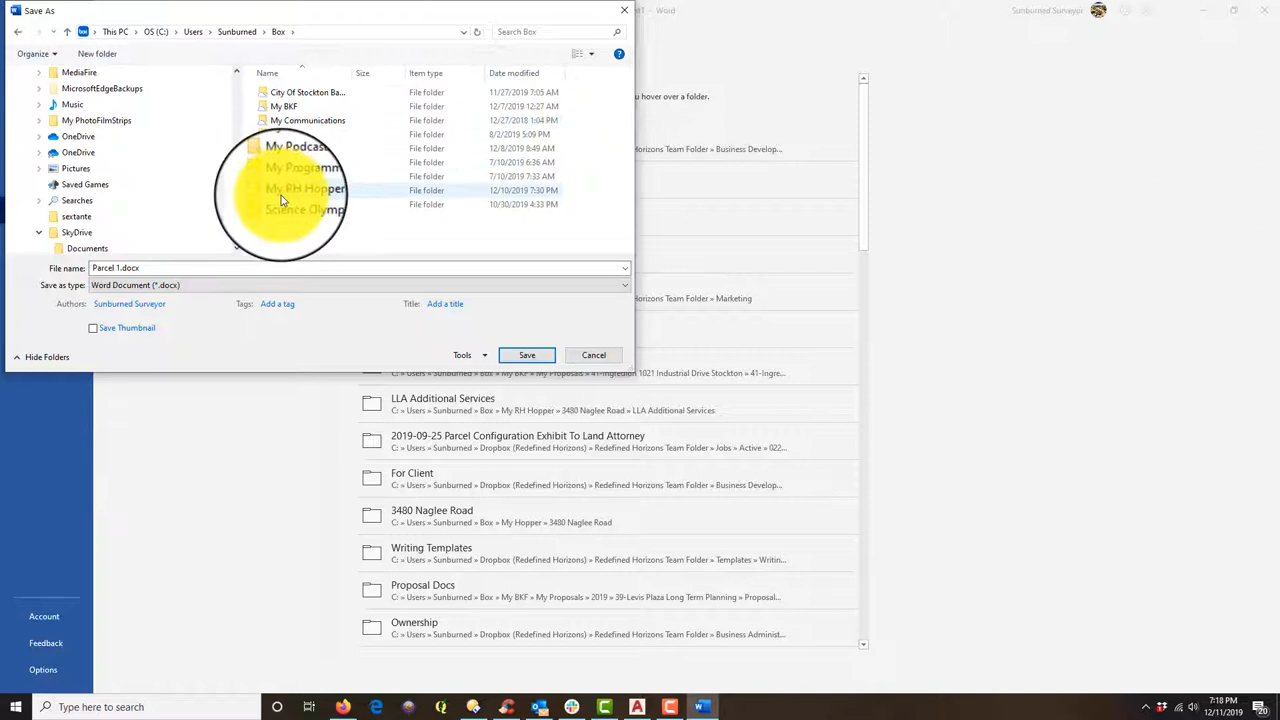 Save As
nt1 - Word
Sunburned Surveyor
This PC > OS (C:) > Users > Sunburned > Box >
Search Box
Organize
New folder
Name
Size
Item type
Date modified
MediaFire
MicrosoftEdgeBackups
Music
My PhotoFilmStrips
OneDrive
OneDrive
Pictures
Saved Games
Searches
sextante
SkyDrive
Documents
City Of Stockton Ba...
File folder
11/27/2019 7:05 AM
My BKF
File folder
12/7/2019 12:27 AM
My Communications
File folder
12/27/2018 1:04 PM
File folder
8/2/2019 5:09 PM
My Podcast
File folder
12/8/2019 8:49 AM
My Programm
File folder
7/10/2019 6:36 AM
File folder
7/10/2019 7:33 AM
My RH Hopper
File folder
12/10/2019 7:30 PM
Science Olymp
File folder
10/30/2019 4:33 PM
File name:
Parcel 1.docx
Save as type:
Word Document (*.docx)
Authors:
Sunburned Surveyor
Tags:
Add a tag
Title:
Add a title
Save Thumbnail
Hide Folders
Tools
Save
Cancel
you hover over a folder.
Horizons Team Folder » Business Develop...
Horizons Team Folder » Marketing
C: » Users » Sunburned » Box » My BKF » My Proposals » 41-Ingredion 1021 Industrial Drive Stockton » 41-Ingre...
LLA Additional Services
C: » Users » Sunburned » Box » My RH Hopper » 3480 Naglee Road » LLA Additional Services
2019-09-25 Parcel Configuration Exhibit To Land Attorney
C: » Users » Sunburned » Dropbox (Redefined Horizons) » Redefined Horizons Team Folder » Jobs » Active » 022...
For Client
C: » Users » Sunburned » Dropbox (Redefined Horizons) » Redefined Horizons Team Folder » Business Develop...
3480 Naglee Road
C: » Users » Sunburned » Box » My Hopper » 3480 Naglee Road
Writing Templates
C: » Users » Sunburned » Dropbox (Redefined Horizons) » Redefined Horizons Team Folder » Templates » Writin...
Proposal Docs
C: » Users » Sunburned » Box » My BKF » My Proposals » 2019 » 39-Levis Plaza Long Term Planning » Proposal...
Ownership
C: » Users » Sunburned » Dropbox (Redefined Horizons) » Redefined Horizons Team Folder » Business Administ...
Account
Feedback
Options
Type here to search
7:18 PM
12/11/2019